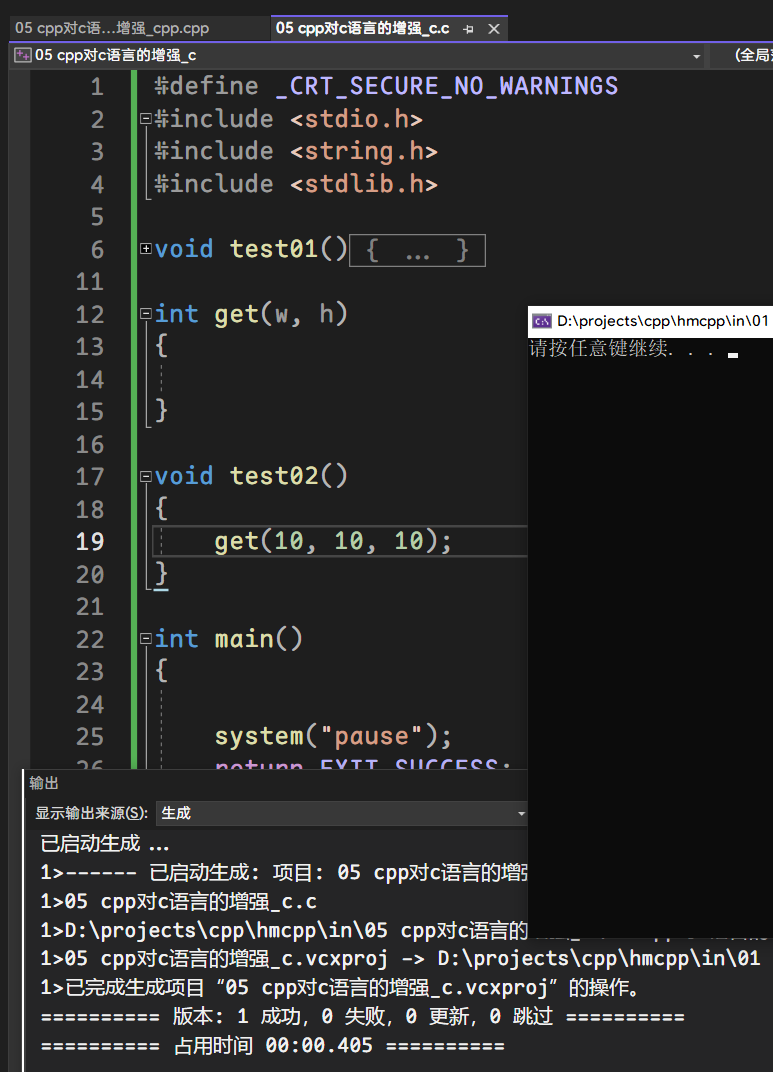 05 cpp对c语…增强_cpp.cpp
05 cpp对c语言的增强_c.c
05 cpp对c语言的增强_c
(全局
1 #define _CRT_SECURE_NO_WARNINGS
2 #include <stdio.h>
3 #include <string.h>
4 #include <stdlib.h>
5
6 void test01() { ... }
11
12 int get(w, h)
13 {
14
15 }
16
17 void test02()
18 {
19 get(10, 10, 10);
20 }
21
22 int main()
23 {
24
25 system("pause");
26 return EXIT_SUCCESS;
D:\projects\cpp\hmcpp\in\01
请按任意键继续. . .
输出
显示输出来源(S): 生成
已启动生成 ...
1>------ 已启动生成: 项目: 05 cpp对c语言的增强
1>05 cpp对c语言的增强_c.c
1>D:\projects\cpp\hmcpp\in\05 cpp对c语言的
1>05 cpp对c语言的增强_c.vcxproj -> D:\projects\cpp\hmcpp\in\01
1>已完成生成项目“05 cpp对c语言的增强_c.vcxproj”的操作。
========== 版本: 1 成功，0 失败，0 更新，0 跳过 ==========
========== 占用时间 00:00.405 ==========